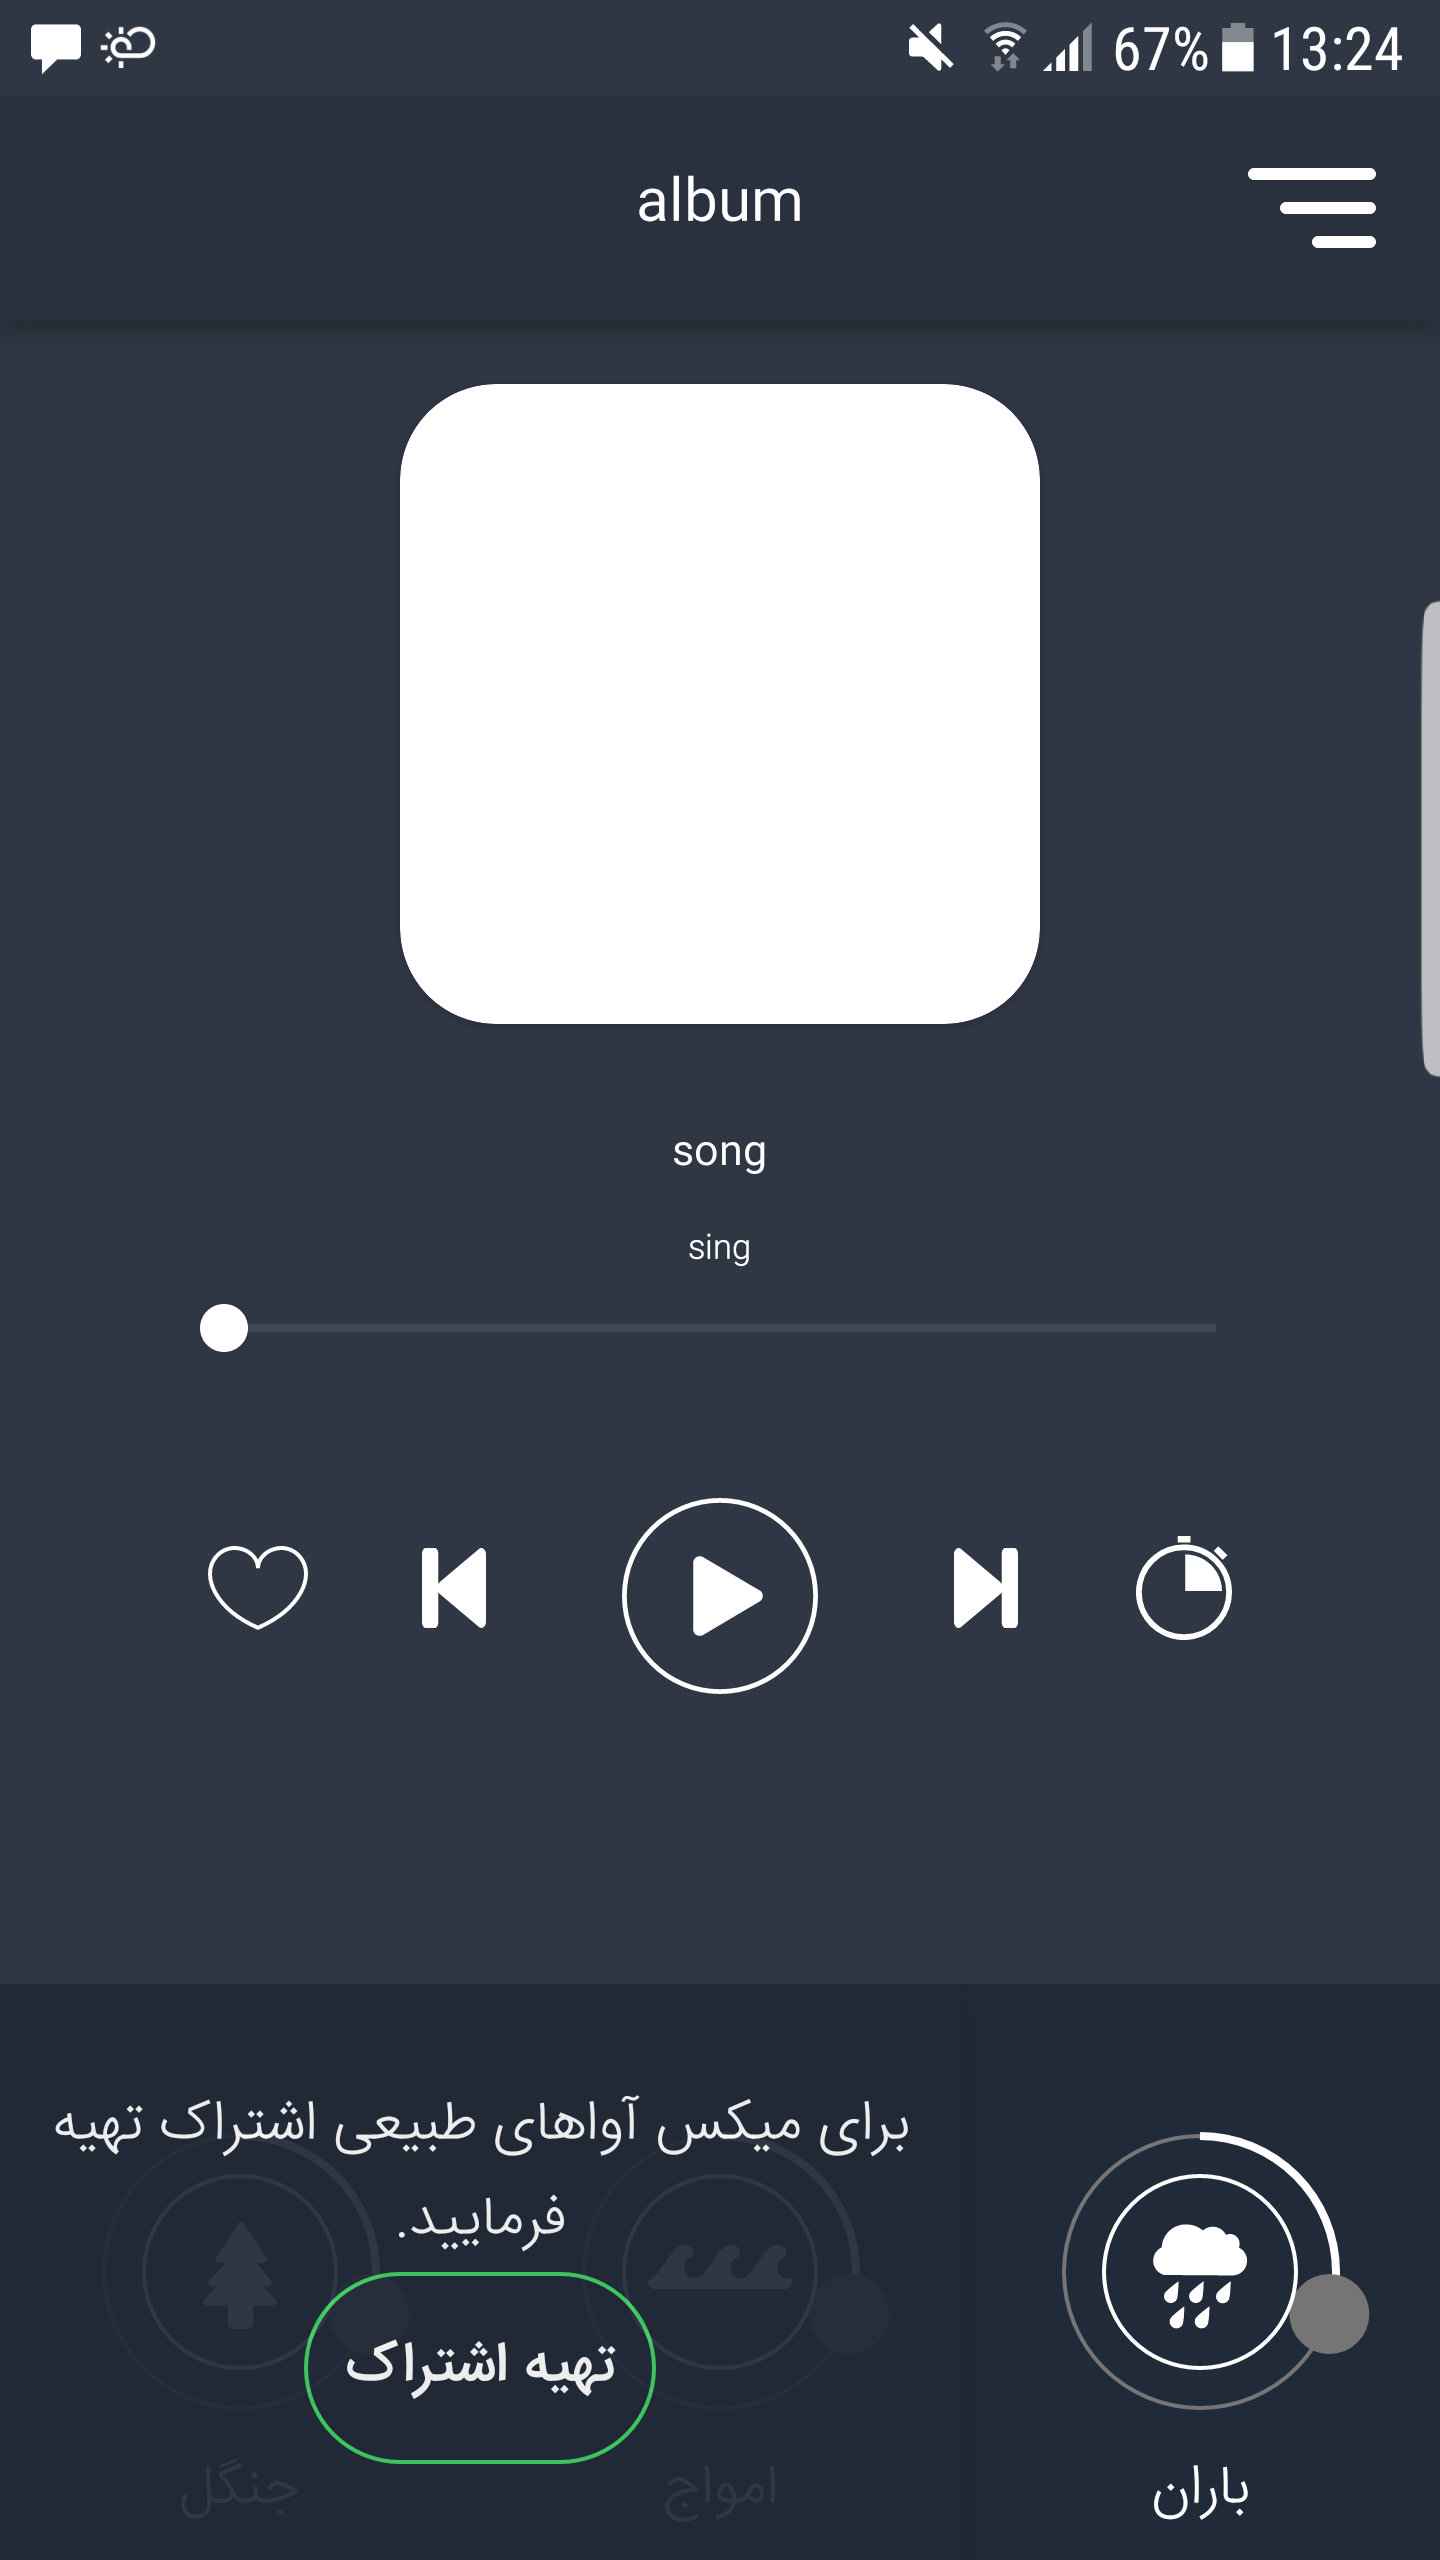 67% 13:24
album
song
sing
برای میکس آواهای طبیعی اشتراک تهیه
فرمایید.
تهیه اشتراک
باران
امواج
جنگل